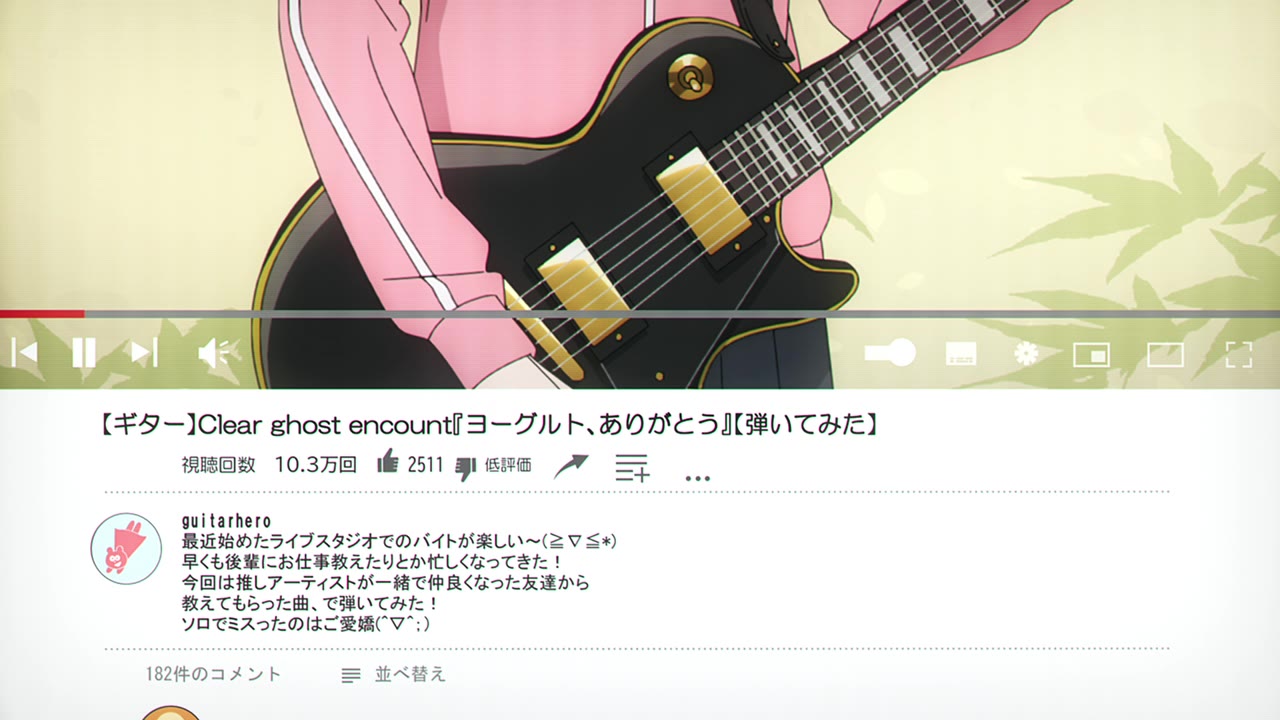 【ギター】Clear ghost encount『ヨーグルト、ありがとう』【弾いてみた】
視聴回数 10.3万回 2511 低評価 ...
guitarhero
最近始めたライブスタジオでのバイトが楽しい～(≧▽≦*)
早くも後輩にお仕事教えたりとか忙しくなってきた！
今回は推しアーティストが一緒で仲良くなった友達から
教えてもらった曲、で弾いてみた！
ソロでミスったのはご愛嬌(^▽^;)
182件のコメント 並べ替え